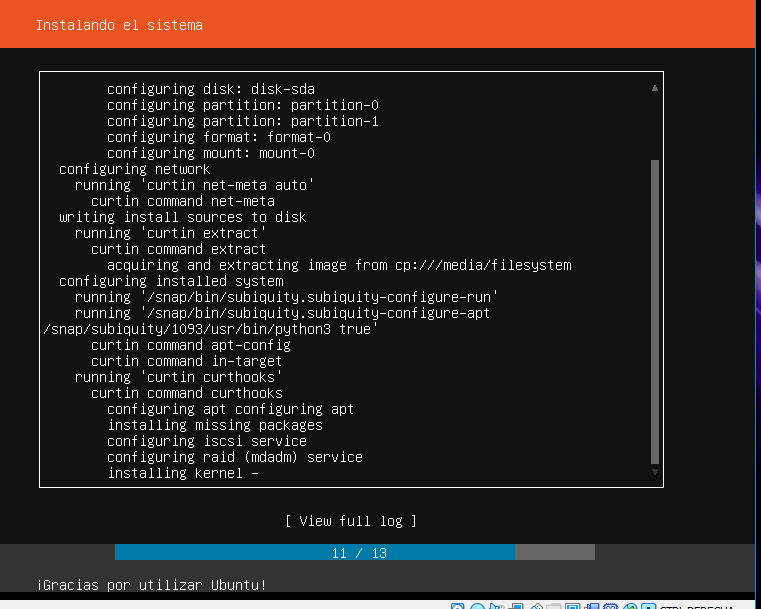 Instalando el sistema
configuring disk: disk-sda
configuring partition: partition-0
configuring partition: partition-1
configuring format: format-0
configuring mount: mount-0
configuring network
running 'curtin net-meta auto'
curtin command net-meta
writing install sources to disk
running 'curtin extract'
curtin command extract
acquiring and extracting image from cp:///media/filesystem
configuring installed system
running '/snap/bin/subiquity.subiquity-configure-run'
running '/snap/bin/subiquity.subiquity-configure-apt
/snap/subiquity/1093/usr/bin/python3 true'
curtin command apt-config
curtin command in-target
running 'curtin curthooks'
curtin command curthooks
configuring apt configuring apt
installing missing packages
configuring iscsi service
configuring raid (mdadm) service
installing kernel -
[ View full log ]
11 / 13
¡Gracias por utilizar Ubuntu!
CTRL DERECHA